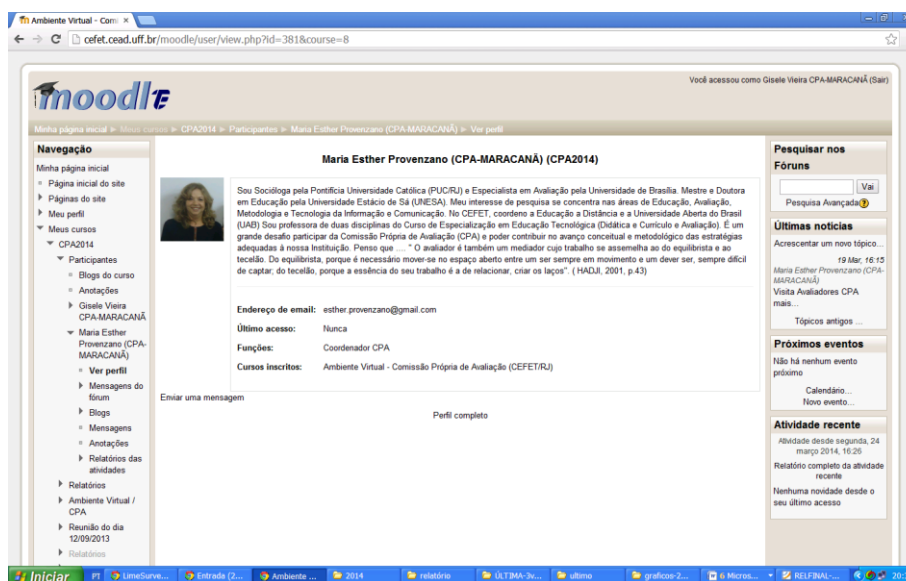 Ambiente Virtual - Com
cefet.cead.uff.br/moodle/user/view.php?id=381&course=8
Você acessou como Gisele Vieira CPA-MARACANÃ (Sair)
moodle
Minha página inicial ► Meus cursos ► CPA2014 ► Participantes ► Maria Esther Provenzano (CPA-MARACANÃ) ► Ver perfil
Navegação
Minha página inicial
Página inicial do site
Páginas do site
Meu perfil
Meus cursos
CPA2014
Participantes
Blogs do curso
Anotações
Gisele Vieira
CPA-MARACANÃ
Maria Esther
Provenzano (CPA-
MARACANÃ)
Ver perfil
Mensagens do
fórum
Blogs
Mensagens
Anotações
Relatórios das
atividades
Relatórios
Ambiente Virtual /
CPA
Reunião do dia
12/09/2013
Relatórios
Maria Esther Provenzano (CPA-MARACANÃ) (CPA2014)
Sou Socióloga pela Pontifícia Universidade Católica (PUC/RJ) e Especialista em Avaliação pela Universidade de Brasília. Mestre e Doutora
em Educação pela Universidade Estácio de Sá (UNESA). Meu interesse de pesquisa se concentra nas áreas de Educação, Avaliação,
Metodologia e Tecnologia da Informação e Comunicação. No CEFET, coordeno a Educação a Distância e a Universidade Aberta do Brasil
(UAB) Sou professora de duas disciplinas do Curso de Especialização em Educação Tecnológica (Didática e Currículo e Avaliação). É um
grande desafio participar da Comissão Própria de Avaliação (CPA) e poder contribuir no avanço conceitual e metodológico das estratégias
adequadas à nossa Instituição. Penso que .... " O avaliador é também um mediador cujo trabalho se assemelha ao do equilibrista e ao
tecelão. Do equilibrista, porque é necessário mover-se no espaço aberto entre um ser sempre em movimento e um dever ser, sempre difícil
de captar; do tecelão, porque a essência do seu trabalho é a de relacionar, criar os laços". ( HADJI, 2001, p.43)
Endereço de email: esther.provenzano@gmail.com
Último acesso: Nunca
Funções: Coordenador CPA
Cursos inscritos: Ambiente Virtual - Comissão Própria de Avaliação (CEFET/RJ)
Enviar uma mensagem
Perfil completo
Pesquisar nos
Fóruns
Vai
Pesquisa Avançada
Últimas notícias
Acrescentar um novo tópico...
19 Mar, 16:15
Maria Esther Provenzano (CPA-
MARACANÃ)
Visita Avaliadores CPA
mais...
Tópicos antigos ...
Próximos eventos
Não há nenhum evento
próximo
Calendário...
Novo evento...
Atividade recente
Atividade desde segunda, 24
março 2014, 16:26
Relatório completo da atividade
recente
Nenhuma novidade desde o
seu último acesso
Iniciar PT LimeSurve... Entrada (2... Ambiente ... 2014 relatório ÚLTIMA-3v... ultimo graficos-2... 6 Micros... RELFINAL-...